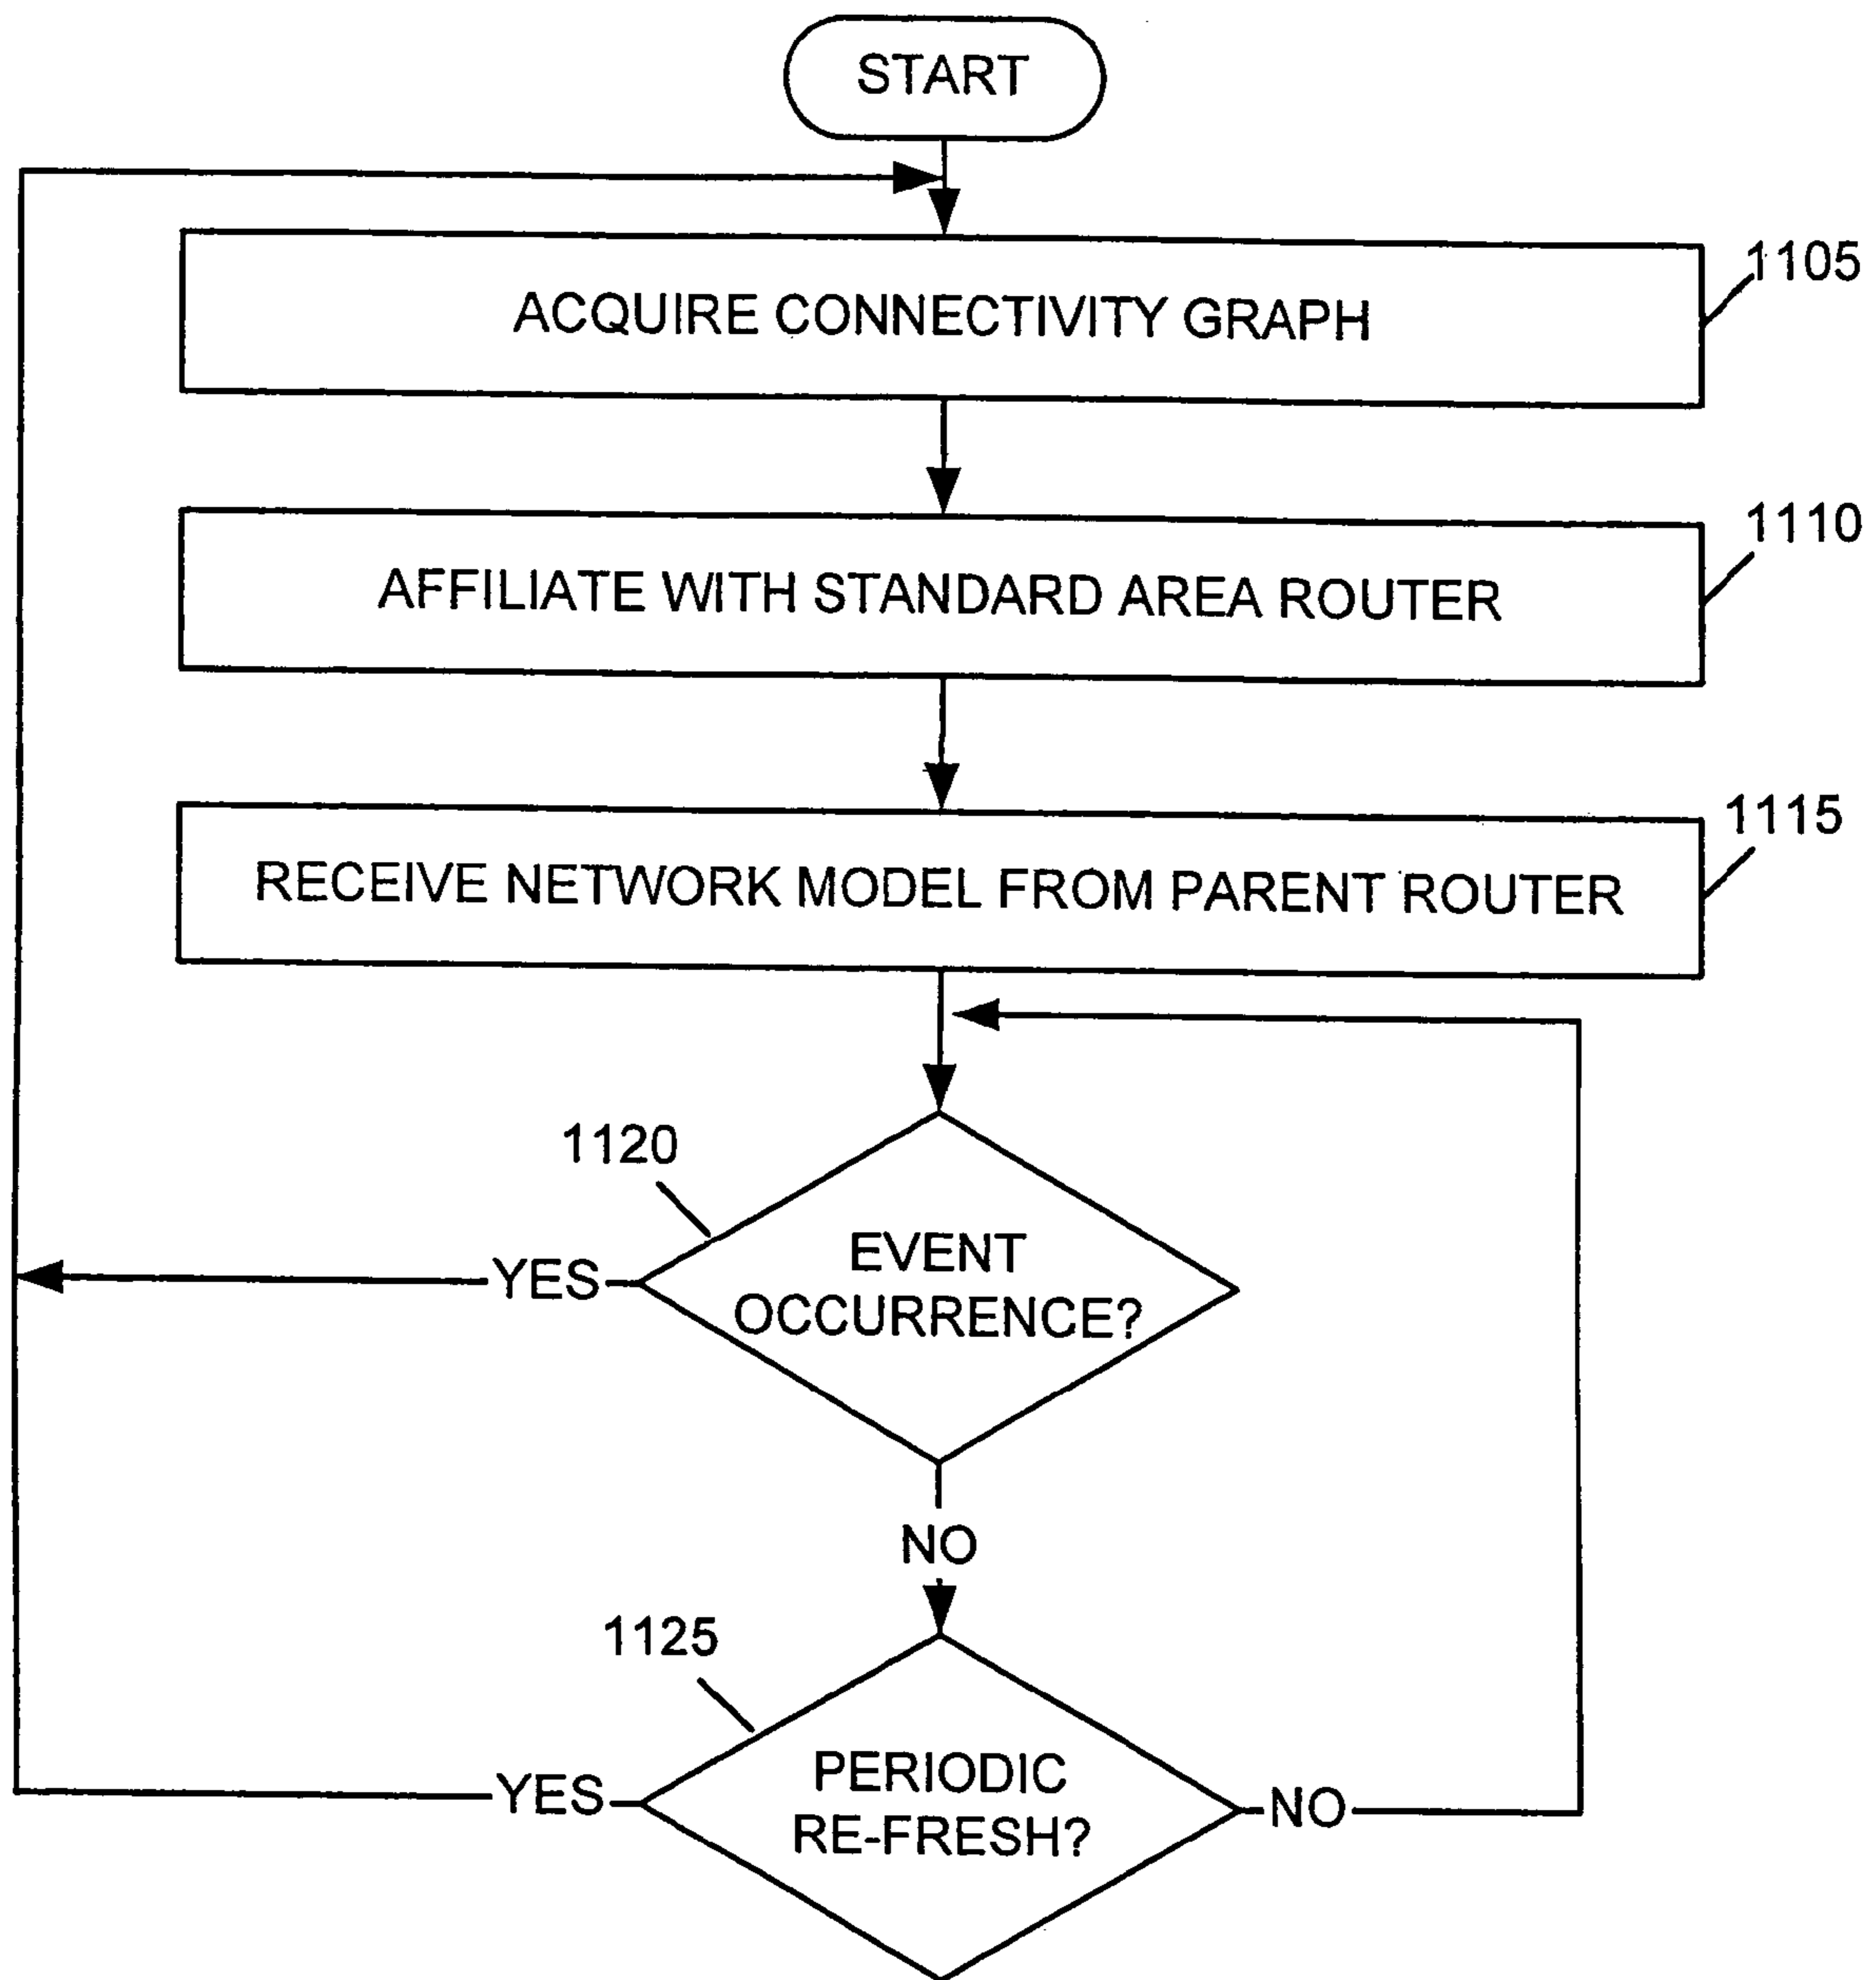 START
1105
ACQUIRE CONNECTIVITY GRAPH
1110
AFFILIATE WITH STANDARD AREA ROUTER
1115
RECEIVE NETWORK MODEL FROM PARENT ROUTER
1120
EVENT
OCCURRENCE?
YES
NO
1125
PERIODIC
RE-FRESH?
YES
NO